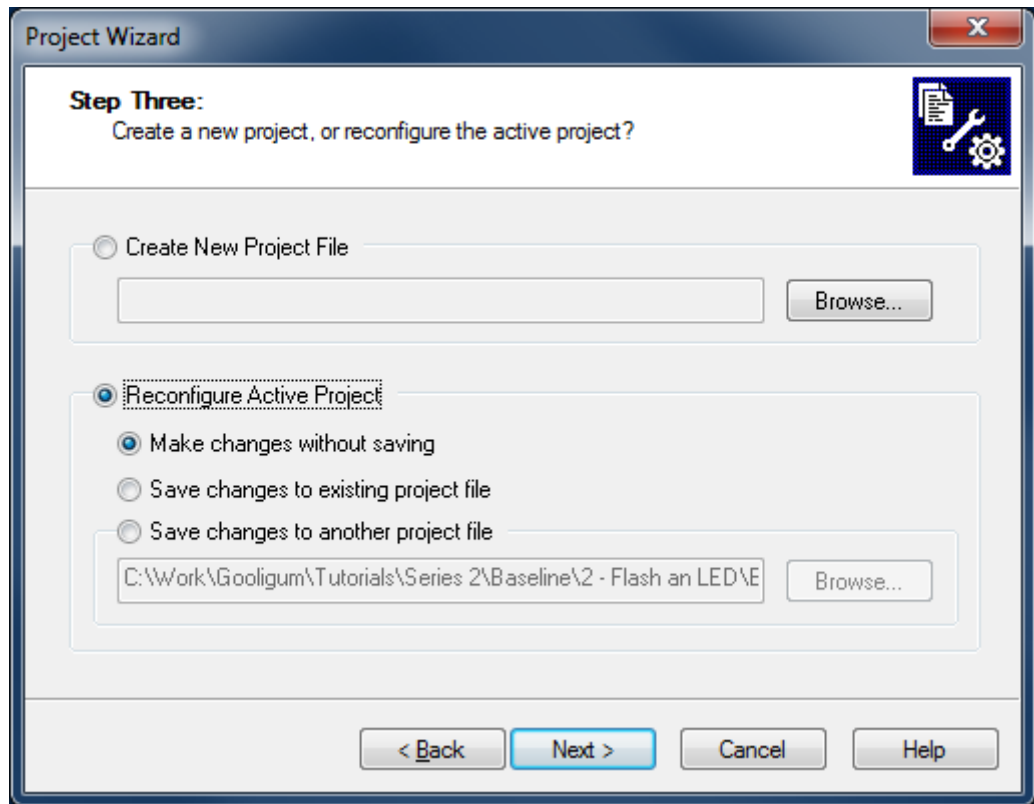 Project Wizard
Step Three:
Create a new project, or reconfigure the active project?
Create New Project File
Browse...
Reconfigure Active Project
Make changes without saving
Save changes to existing project file
Save changes to another project file
C:\Work\Gooligum\Tutorials\Series 2\Baseline\2 - Flash an LED\E
Browse...
< Back
Next >
Cancel
Help